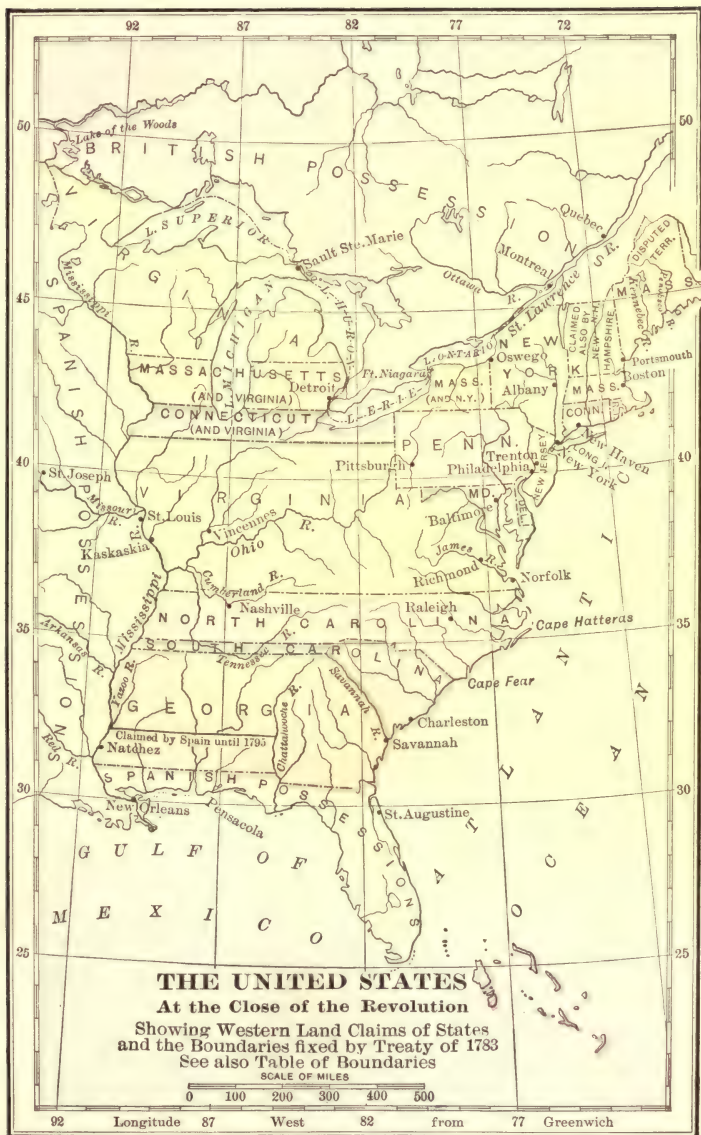 92 87 82 77 72
50 50
Lake of the Woods
BRITISH POSSESSIONS
L. SUPERIOR
Sault Ste. Marie
Quebec
Montreal
Ottawa R.
St. Lawrence R.
DISPUTED TERR.
VIRGINIA
Mississippi R.
L. MICHIGAN
L. HURON
L. ONTARIO
L. ERIE
45 45
MASS.
Kennebec R.
CLAIMED ALSO BY N.H.
NEW HAMPSHIRE
Portsmouth
Boston
MASS.
CONN.
NEW YORK
Oswego
Albany
Ft. Niagara
MASS.
(AND N.Y.)
MASSACHUSETTS
(AND VIRGINIA)
Detroit
CONNECTICUT
(AND VIRGINIA)
SPANISH POSSESSIONS
PENN.
Pittsburgh
Trenton
Philadelphia
NEW JERSEY
New Haven
LONG I.
New York
40 40
St. Joseph
Missouri R.
St. Louis
Kaskaskia
VIRGINIA
Vincennes
Ohio R.
MD.
Baltimore
DEL.
James R.
Richmond
Norfolk
Cumberland R.
Nashville
Raleigh
NORTH CAROLINA
Cape Hatteras
35 35
Arkansas R.
Mississippi
SOUTH CAROLINA
Tennessee R.
Cape Fear
Yazoo R.
GEORGIA
Chattahooche R.
Savannah R.
Charleston
Savannah
Claimed by Spain until 1795
Red R.
Natchez
SPANISH POSSESSIONS
30 30
New Orleans
Pensacola
St. Augustine
GULF OF
MEXICO
ATLANTIC
OCEAN
25 25
THE UNITED STATES
At the Close of the Revolution
Showing Western Land Claims of States
and the Boundaries fixed by Treaty of 1783
See also Table of Boundaries
SCALE OF MILES
0 100 200 300 400 500
92 Longitude 87 West 82 from 77 Greenwich